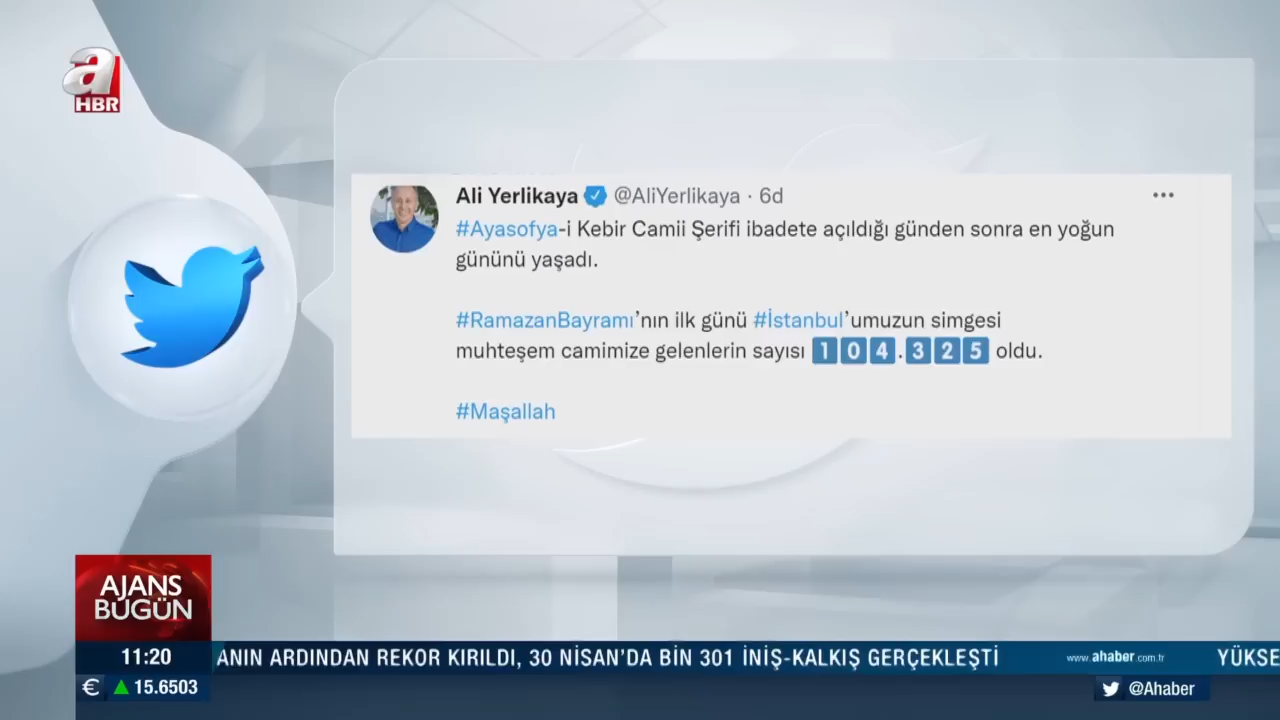 a
HBR
Ali Yerlikaya @AliYerlikaya · 6d
#Ayasofya-i Kebir Camii Şerifi ibadete açıldığı günden sonra en yoğun
gününü yaşadı.
#RamazanBayramı'nın ilk günü #İstanbul'umuzun simgesi
muhteşem camimize gelenlerin sayısı 104.325 oldu.
#Maşallah
AJANS
BUGÜN
11:20 ANIN ARDINDAN REKOR KIRILDI, 30 NİSAN'DA BİN 301 İNİŞ-KALKIŞ GERÇEKLEŞTİ www.ahaber.com.tr YÜKSE
€ ▲ 15.6503 @Ahaber